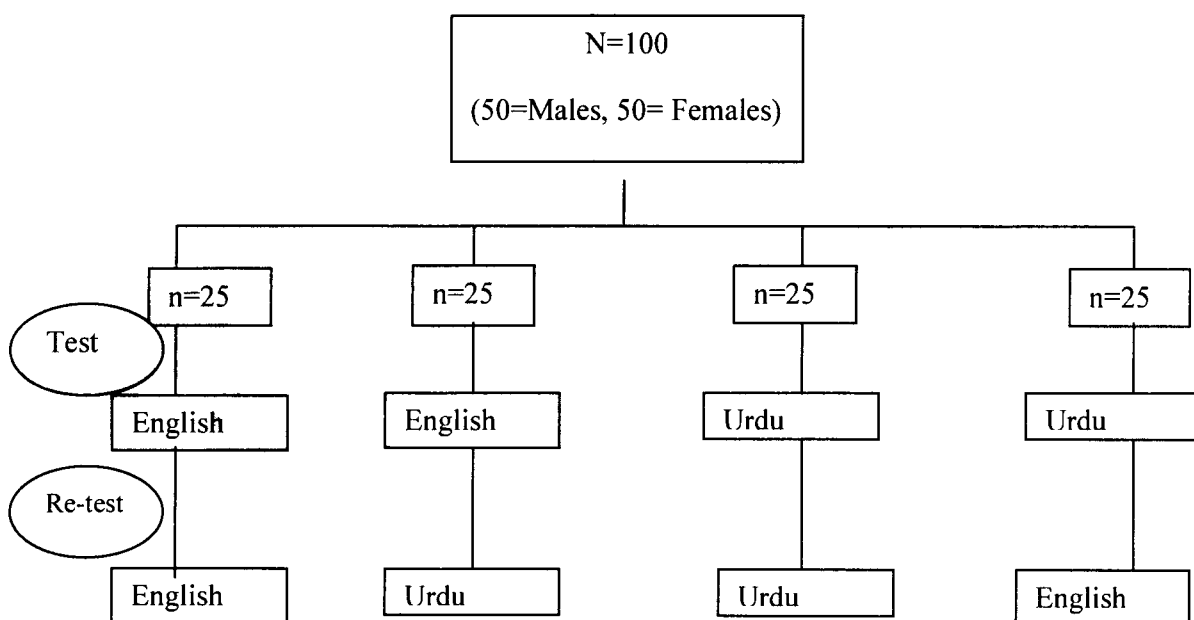 N=100
(50=Males, 50= Females)
n=25
n=25
n=25
n=25
Test
English
English
Urdu
Urdu
Re-test
English
Urdu
Urdu
English